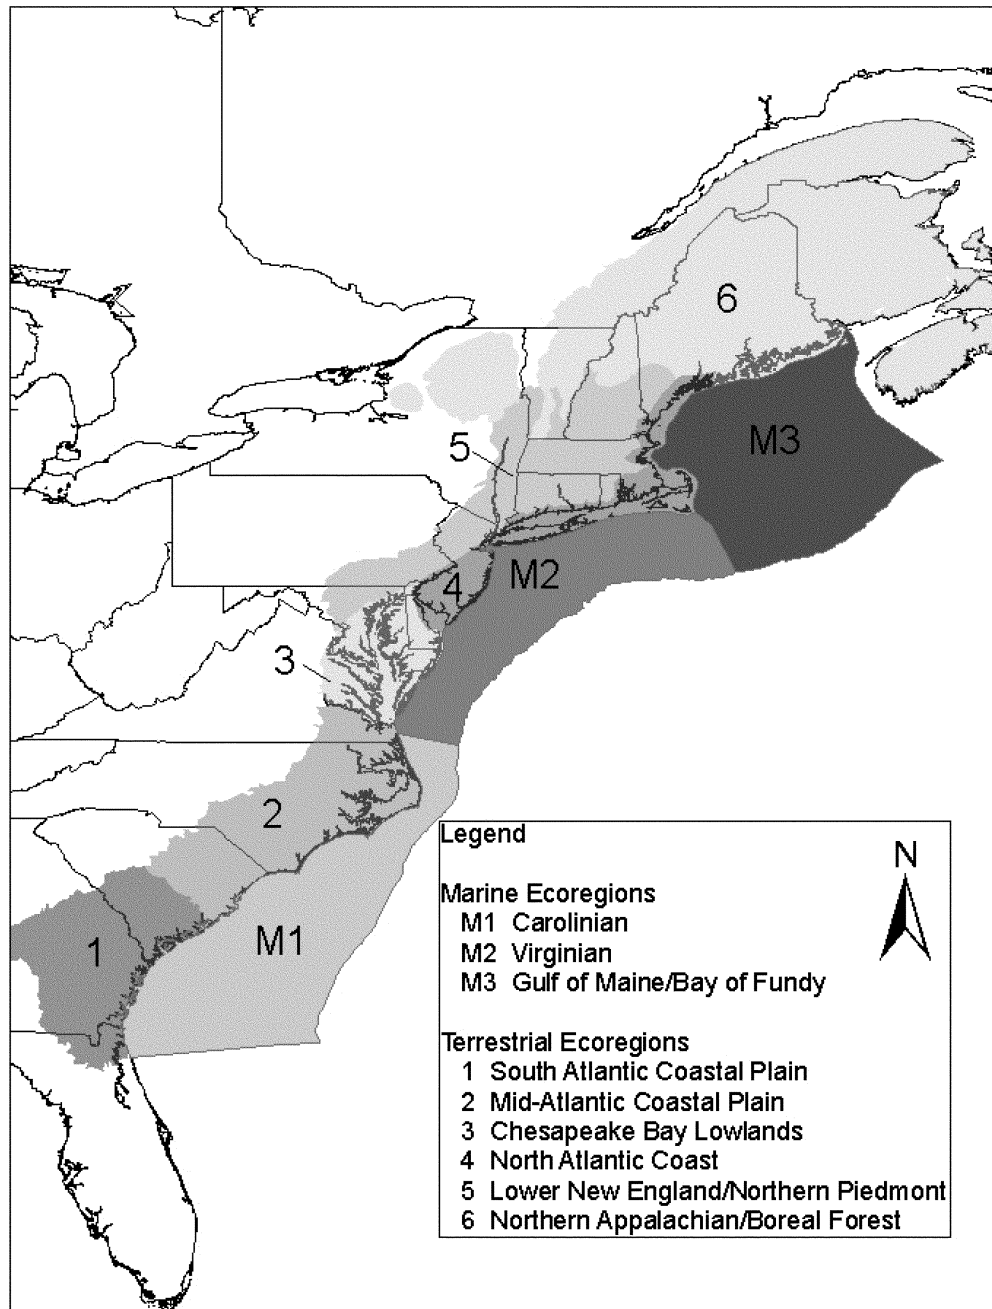 6
M3
5
M2
4
3
2
M1
1
N
Legend
Marine Ecoregions
M1 Carolinian
M2 Virginian
M3 Gulf of Maine/Bay of Fundy
Terrestrial Ecoregions
1 South Atlantic Coastal Plain
2 Mid-Atlantic Coastal Plain
3 Chesapeake Bay Lowlands
4 North Atlantic Coast
5 Lower New England/Northern Piedmont
6 Northern Appalachian/Boreal Forest